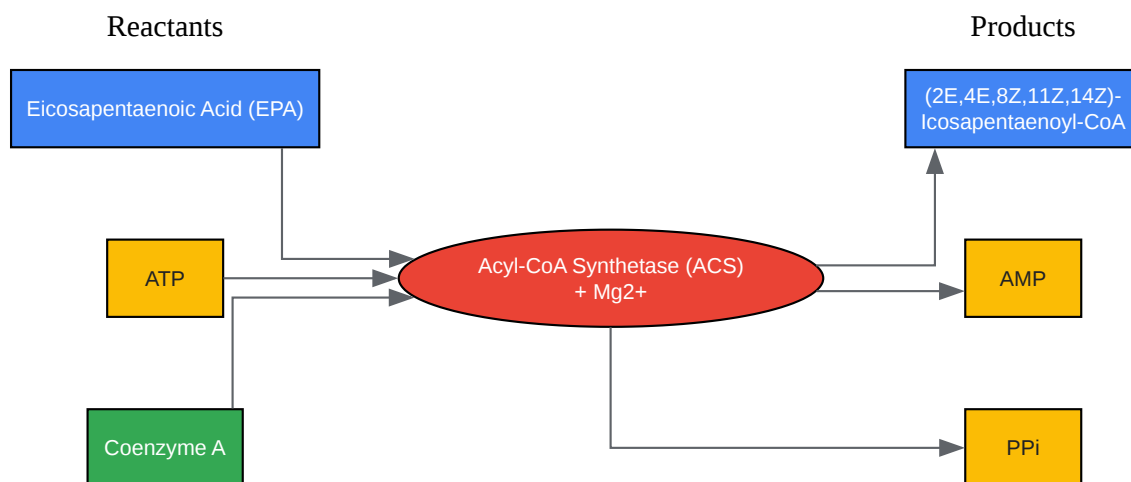 Reactants
Products
Eicosapentaenoic Acid (EPA)
(2E,4E,8Z,11Z,14Z)-
Icosapentaenoyl-CoA
ATP
Acyl-CoA Synthetase (ACS)
+ Mg2+
AMP
Coenzyme A
PPi